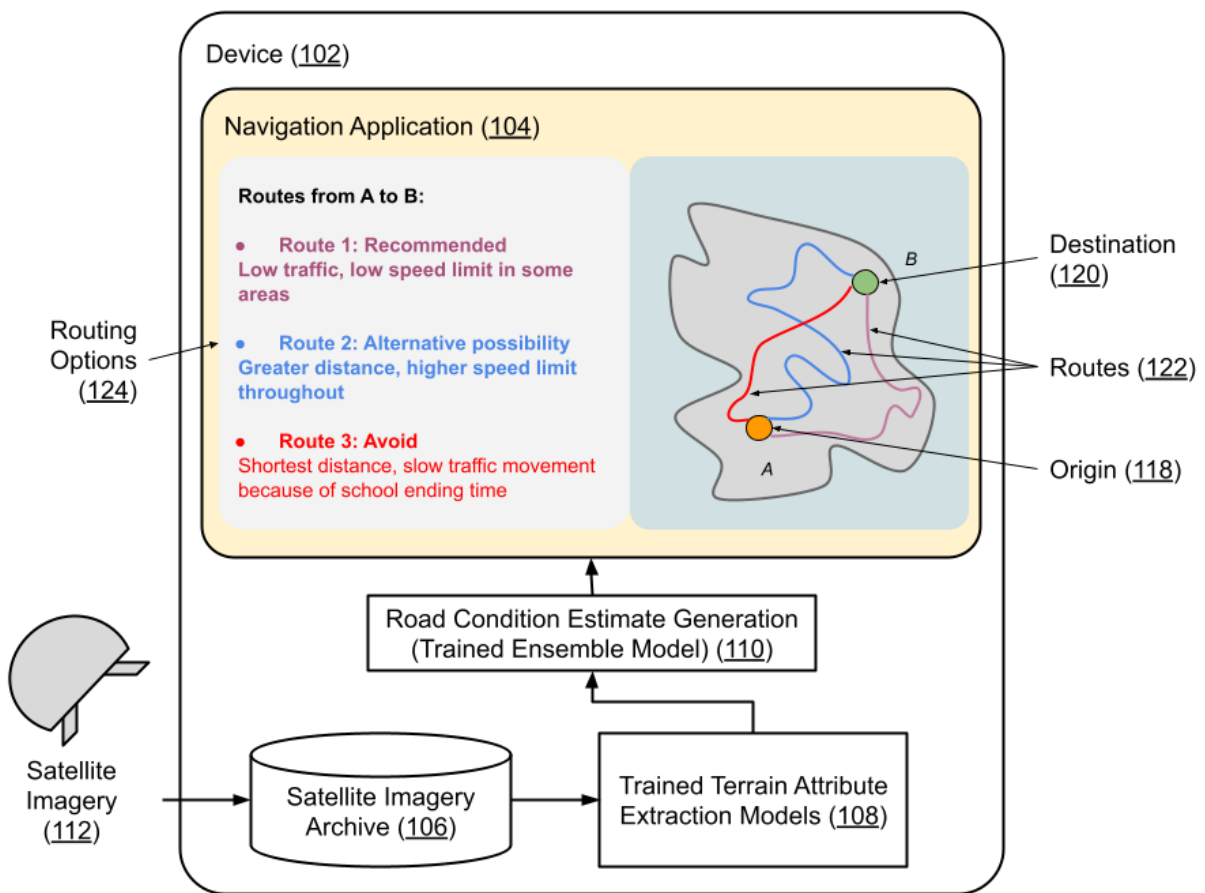 Device (102)
Navigation Application (104)
Routes from A to B:
● Route 1: Recommended
Low traffic, low speed limit in some
areas
● Route 2: Alternative possibility
Greater distance, higher speed limit
throughout
● Route 3: Avoid
Shortest distance, slow traffic movement
because of school ending time
B
A
Routing
Options
(124)
Destination
(120)
Routes (122)
Origin (118)
Road Condition Estimate Generation
(Trained Ensemble Model) (110)
Satellite
Imagery
(112)
Satellite Imagery
Archive (106)
Trained Terrain Attribute
Extraction Models (108)